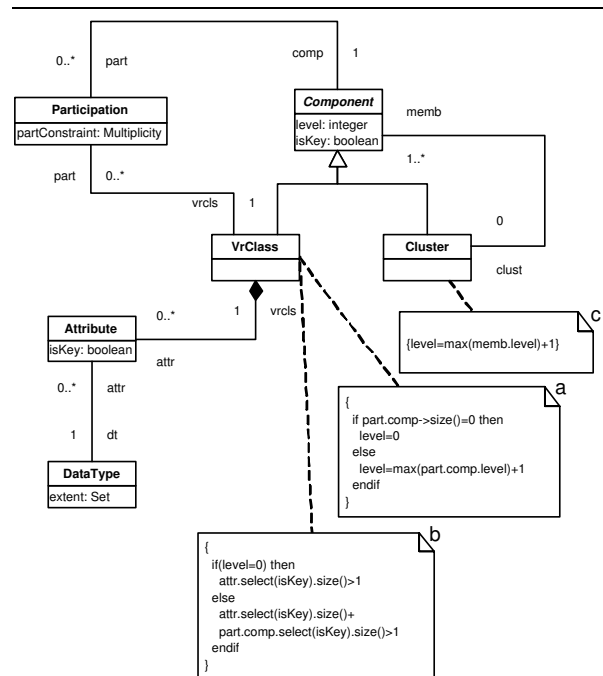 0..*
part
comp
1
Participation
partConstraint: Multiplicity
Component
level: integer
isKey: boolean
memb
1..*
part
0..*
vrcls
1
0
clust
VrClass
Cluster
0..*
1
vrcls
attr
Attribute
isKey: boolean
0..*
attr
1
dt
DataType
extent: Set
c
{level=max(memb.level)+1}
a
{
if part.comp->size()=0 then
level=0
else
level=max(part.comp.level)+1
endif
}
b
{
if(level=0) then
attr.select(isKey).size()>1
else
attr.select(isKey).size()+
part.comp.select(isKey).size()>1
endif
}